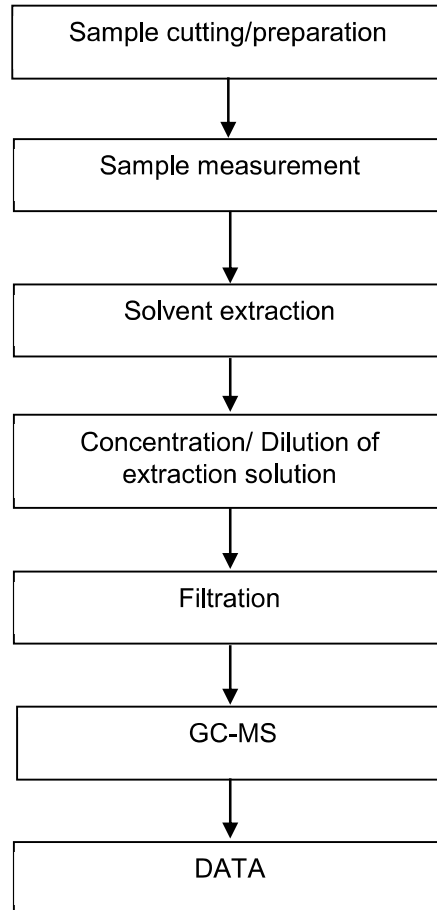 Sample cutting/preparation
Sample measurement
Solvent extraction
Concentration/ Dilution of
extraction solution
Filtration
GC-MS
DATA